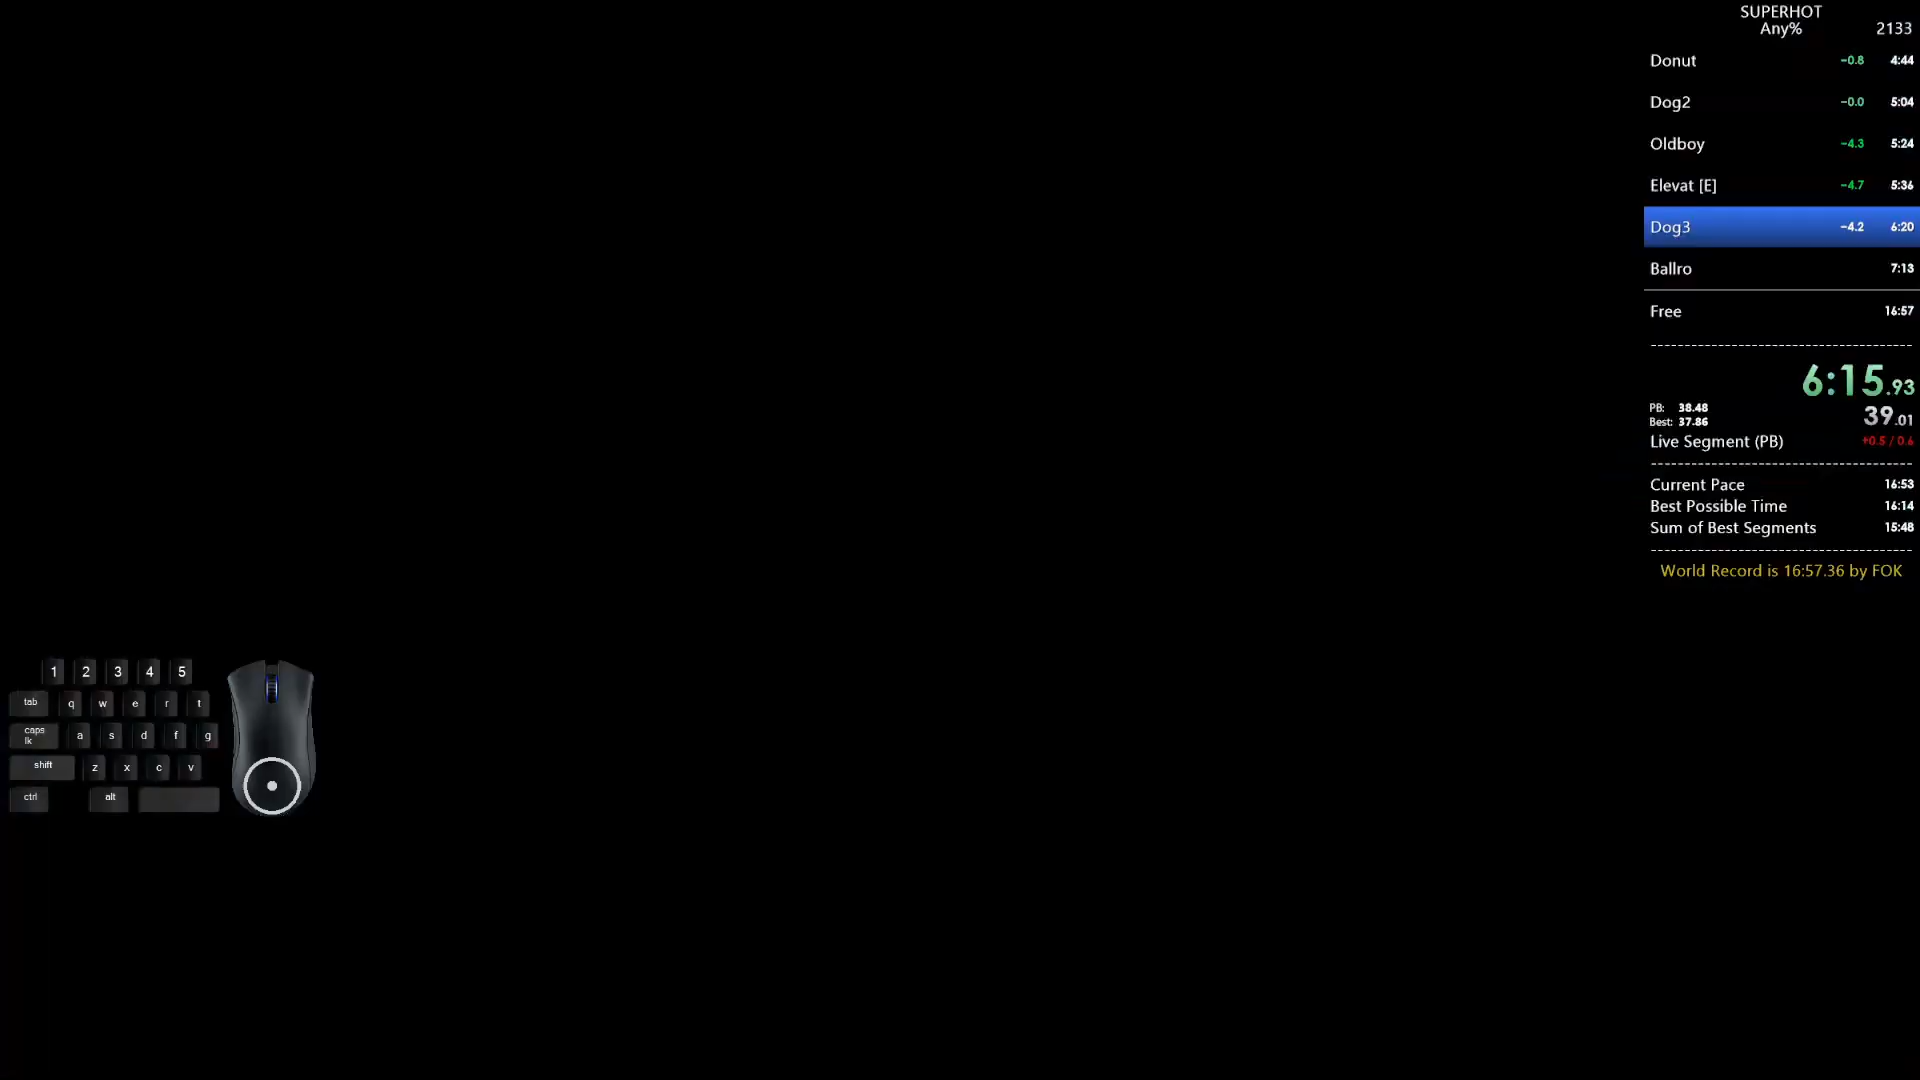 SUPERHOT
Any% 2133
Donut -0.8 4:44
Dog2 -0.0 5:04
Oldboy -4.3 5:24
Elevat [E] -4.7 5:36
Dog3 -4.2 6:20
Ballro 7:13
Free 16:57
6:15.93
PB: 38.48 39.01
Best: 37.86
Live Segment (PB) +0.5 / 0.6
Current Pace 16:53
Best Possible Time 16:14
Sum of Best Segments 15:48
World Record is 16:57.36 by FOK
1 2 3 4 5
tab q w e r t
caps lk a s d f g
shift z x c v
ctrl alt